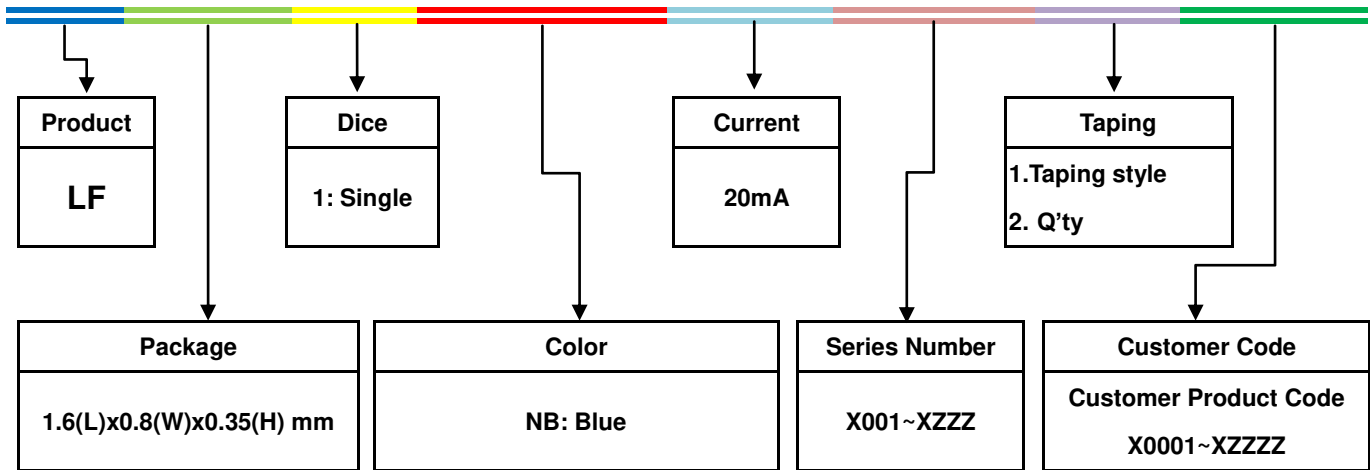 Product
LF
Dice
1: Single
Current
20mA
Taping
1.Taping style
2. Q’ty
Package
1.6(L)x0.8(W)x0.35(H) mm
Color
NB: Blue
Series Number
X001~XZZZ
Customer Code
Customer Product Code
X0001~XZZZZ